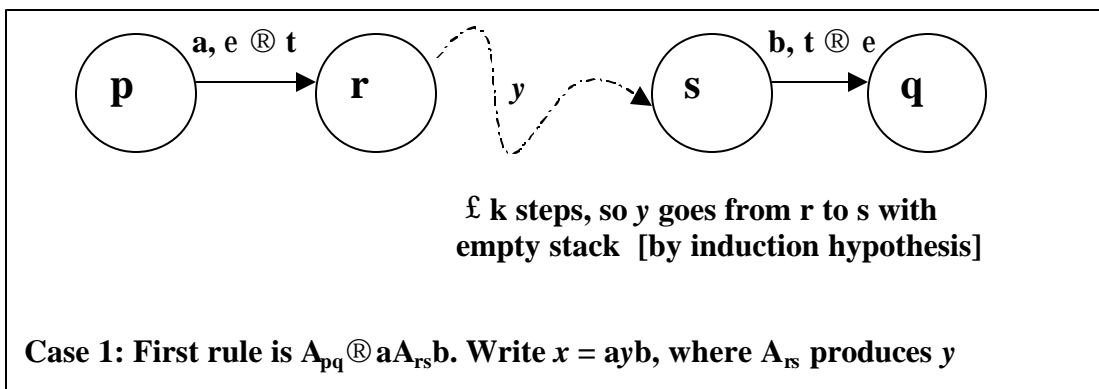 a, e ® t
b, t ® e
p
r
y
s
q
£ k steps, so y goes from r to s with
empty stack [by induction hypothesis]
Case 1: First rule is Apq ® aArsb. Write x = ayb, where Ars produces y